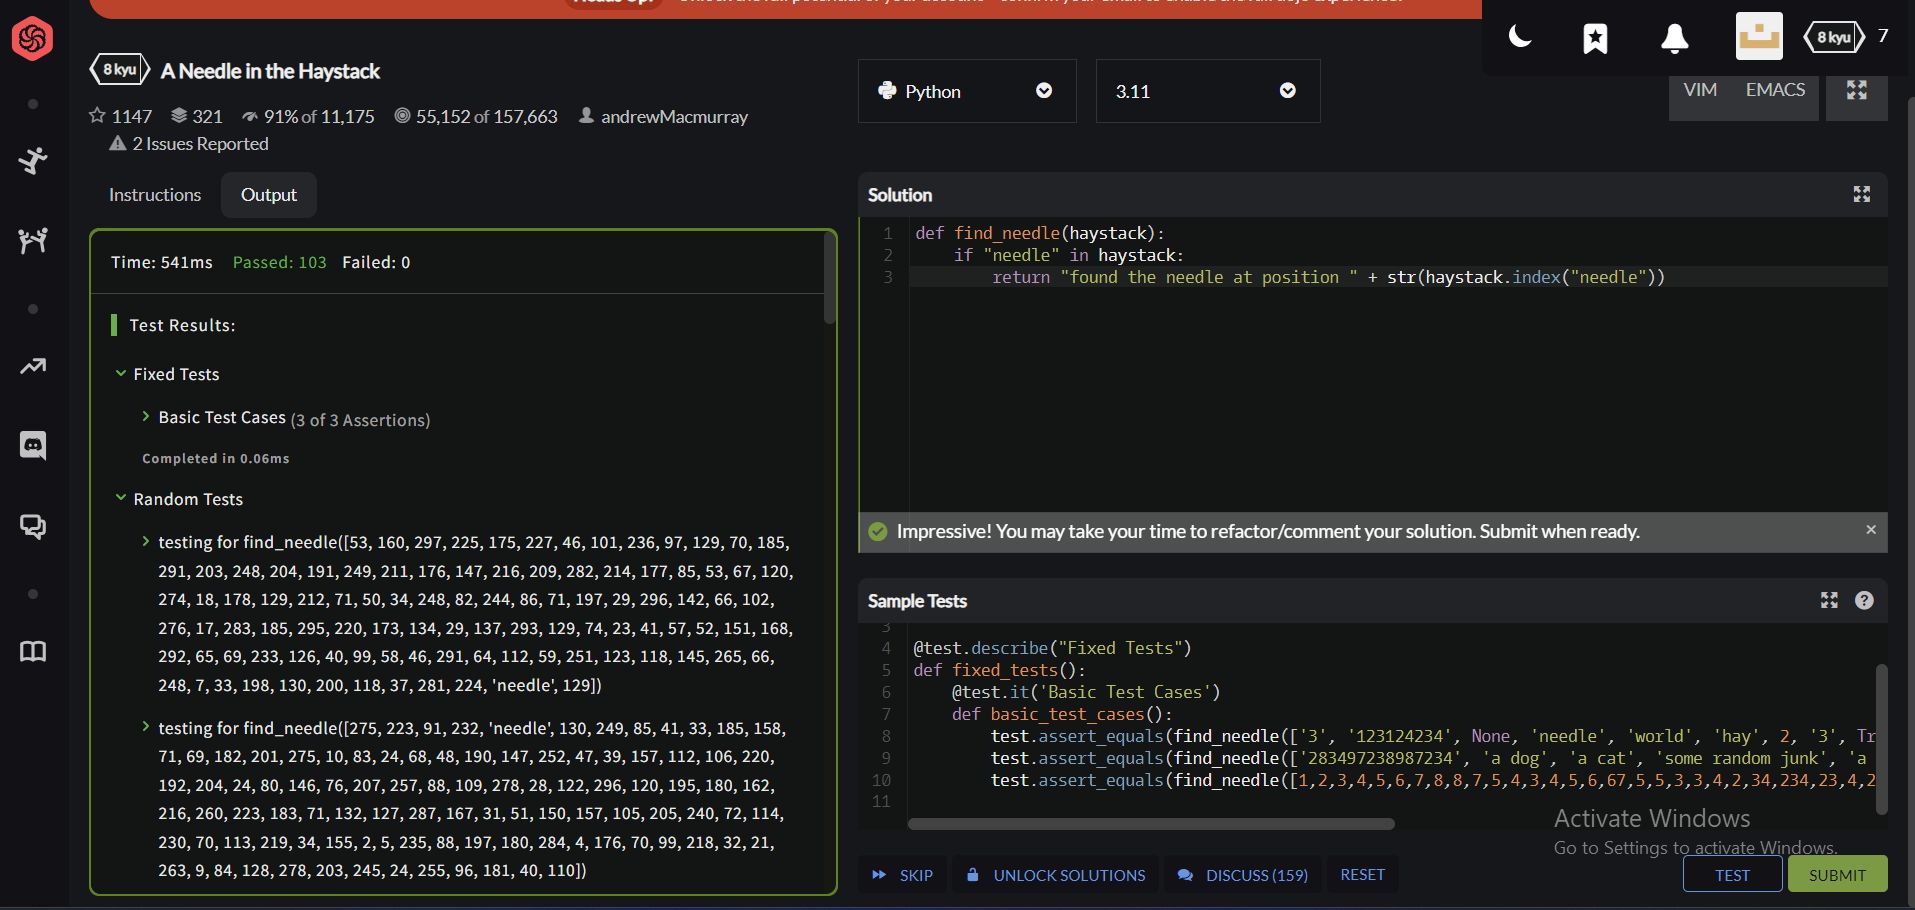 8 kyu
7
8 kyu A Needle in the Haystack
1147 321 91% of 11,175 55,152 of 157,663 andrewMacmurray
2 Issues Reported
Python
3.11
VIM EMACS
Instructions Output
Time: 541ms Passed: 103 Failed: 0
Test Results:
Fixed Tests
Basic Test Cases (3 of 3 Assertions)
Completed in 0.06ms
Random Tests
testing for find_needle([53, 160, 297, 225, 175, 227, 46, 101, 236, 97, 129, 70, 185,
291, 203, 248, 204, 191, 249, 211, 176, 147, 216, 209, 282, 214, 177, 85, 53, 67, 120,
274, 18, 178, 129, 212, 71, 50, 34, 248, 82, 244, 86, 71, 197, 29, 296, 142, 66, 102,
276, 17, 283, 185, 295, 220, 173, 134, 29, 137, 293, 129, 74, 23, 41, 57, 52, 151, 168,
292, 65, 69, 233, 126, 40, 99, 58, 46, 291, 64, 112, 59, 251, 123, 118, 145, 265, 66,
248, 7, 33, 198, 130, 200, 118, 37, 281, 224, 'needle', 129])
testing for find_needle([275, 223, 91, 232, 'needle', 130, 249, 85, 41, 33, 185, 158,
71, 69, 182, 201, 275, 10, 83, 24, 68, 48, 190, 147, 252, 47, 39, 157, 112, 106, 220,
192, 204, 24, 80, 146, 76, 207, 257, 88, 109, 278, 28, 122, 296, 120, 195, 180, 162,
216, 260, 223, 183, 71, 132, 127, 287, 167, 31, 51, 150, 157, 105, 205, 240, 72, 114,
230, 70, 113, 219, 34, 155, 2, 5, 235, 88, 197, 180, 284, 4, 176, 70, 99, 218, 32, 21,
263, 9, 84, 128, 278, 203, 245, 24, 255, 96, 181, 40, 110])
Solution
1 def find_needle(haystack):
2 if "needle" in haystack:
3 return "found the needle at position " + str(haystack.index("needle"))
Impressive! You may take your time to refactor/comment your solution. Submit when ready.
Sample Tests
3
4 @test.describe("Fixed Tests")
5 def fixed_tests():
6 @test.it('Basic Test Cases')
7 def basic_test_cases():
8 test.assert_equals(find_needle(['3', '123124234', None, 'needle', 'world', 'hay', 2, '3', Tr
9 test.assert_equals(find_needle(['283497238987234', 'a dog', 'a cat', 'some random junk', 'a
10 test.assert_equals(find_needle([1,2,3,4,5,6,7,8,8,7,5,4,3,4,5,6,67,5,5,3,3,4,2,34,234,23,4,2
11
Activate Windows
Go to Settings to activate Windows.
SKIP UNLOCK SOLUTIONS DISCUSS (159) RESET TEST SUBMIT